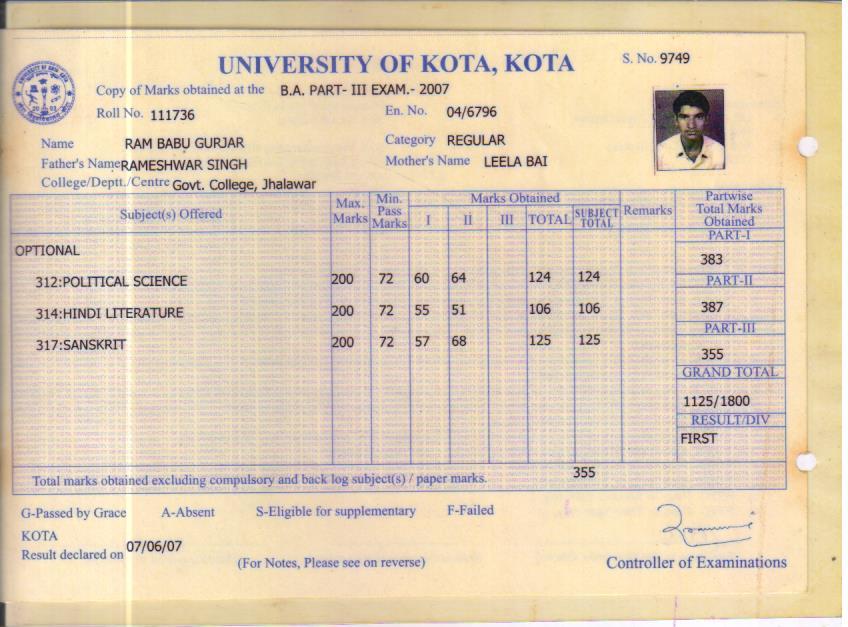 UNIVERSITY OF KOTA, KOTA
S. No. 9749
Copy of Marks obtained at the B.A. PART- III EXAM.- 2007
Roll No. 111736 En. No. 04/6796
Name RAM BABU GURJAR Category REGULAR
Father's Name RAMESHWAR SINGH Mother's Name LEELA BAI
College/Deptt./Centre Govt. College, Jhalawar
Subject(s) Offered Max. Marks Min. Pass Marks Marks Obtained I II III TOTAL SUBJECT TOTAL Remarks Partwise Total Marks Obtained
PART-I
OPTIONAL
383
312:POLITICAL SCIENCE 200 72 60 64 124 124
PART-II
314:HINDI LITERATURE 200 72 55 51 106 106
387
PART-III
317:SANSKRIT 200 72 57 68 125 125
355
GRAND TOTAL
1125/1800
RESULT/DIV
FIRST
Total marks obtained excluding compulsory and back log subject(s) / paper marks. 355
G-Passed by Grace A-Absent S-Eligible for supplementary F-Failed
KOTA
Result declared on 07/06/07
(For Notes, Please see on reverse)
Controller of Examinations